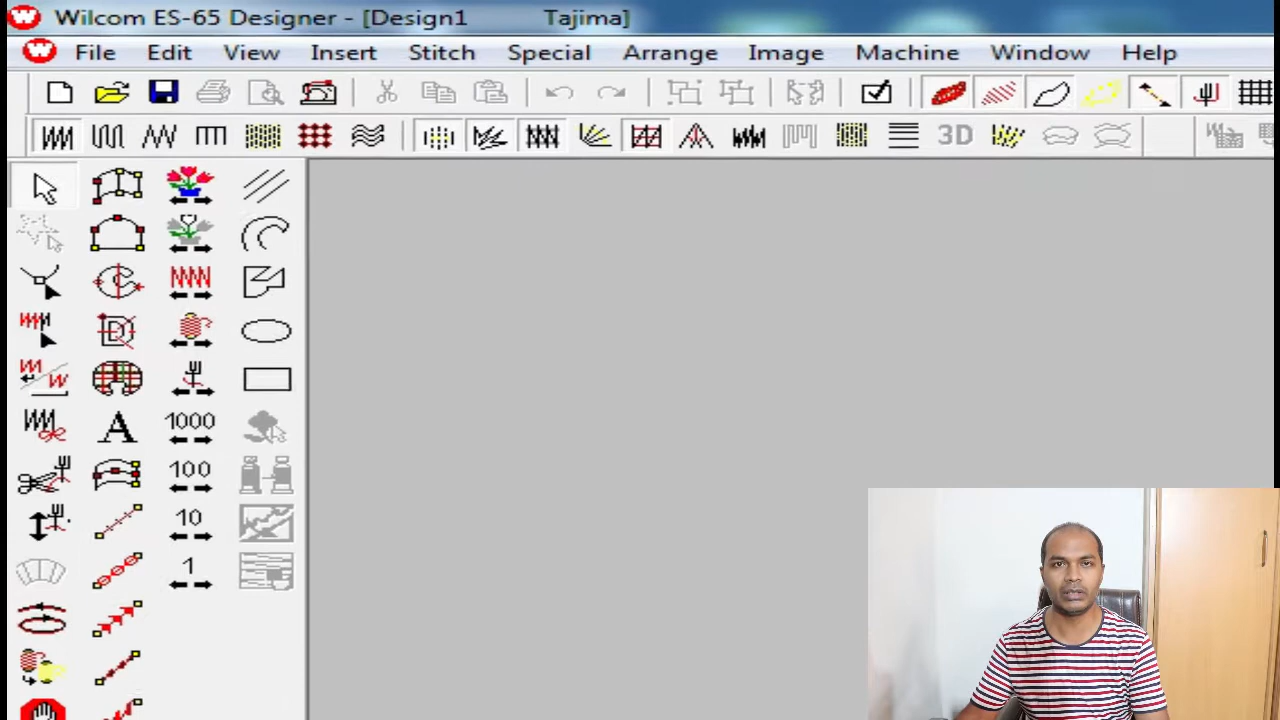 Wilcom ES-65 Designer - [Design1 Tajima]
File Edit View Insert Stitch Special Arrange Image Machine Window Help
3D
A
1000
100
10
1